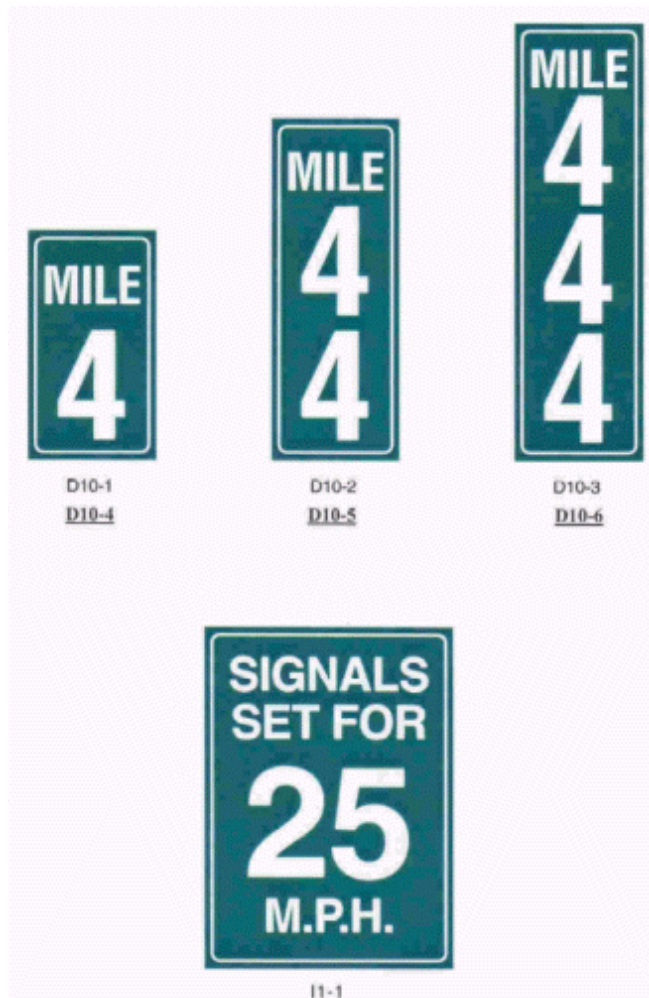 MILE
4
D10-1
D10-4
MILE
4
4
D10-2
D10-5
MILE
4
4
4
D10-3
D10-6
SIGNALS
SET FOR
25
M.P.H.
I1-1